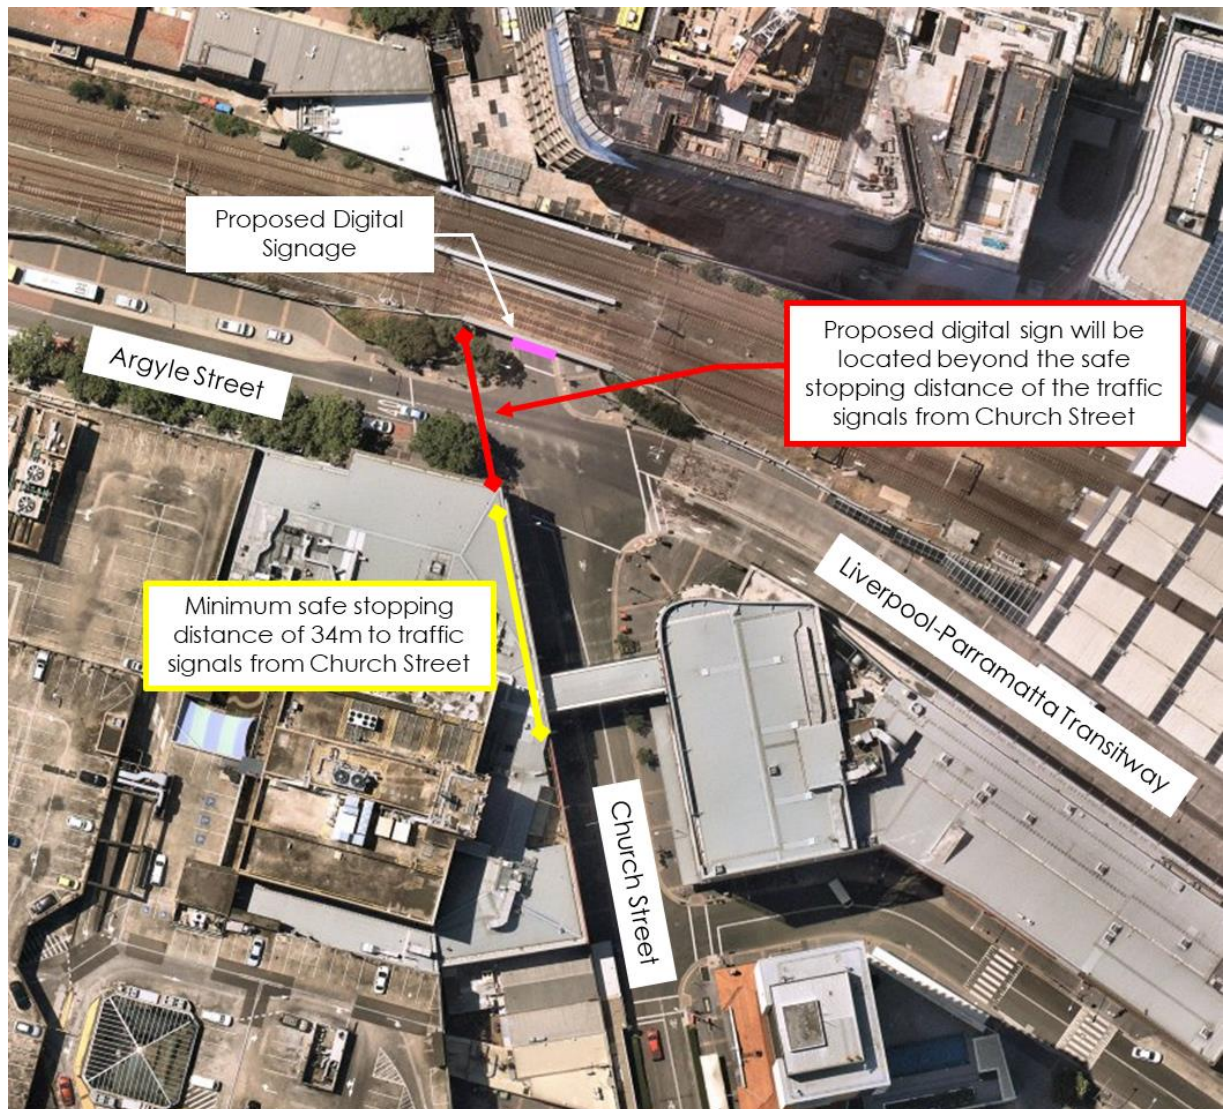 Proposed Digital
Signage
Proposed digital sign will be
located beyond the safe
stopping distance of the traffic
signals from Church Street
Argyle Street
Minimum safe stopping
distance of 34m to traffic
signals from Church Street
Liverpool-Parramatta Transitway
Church Street